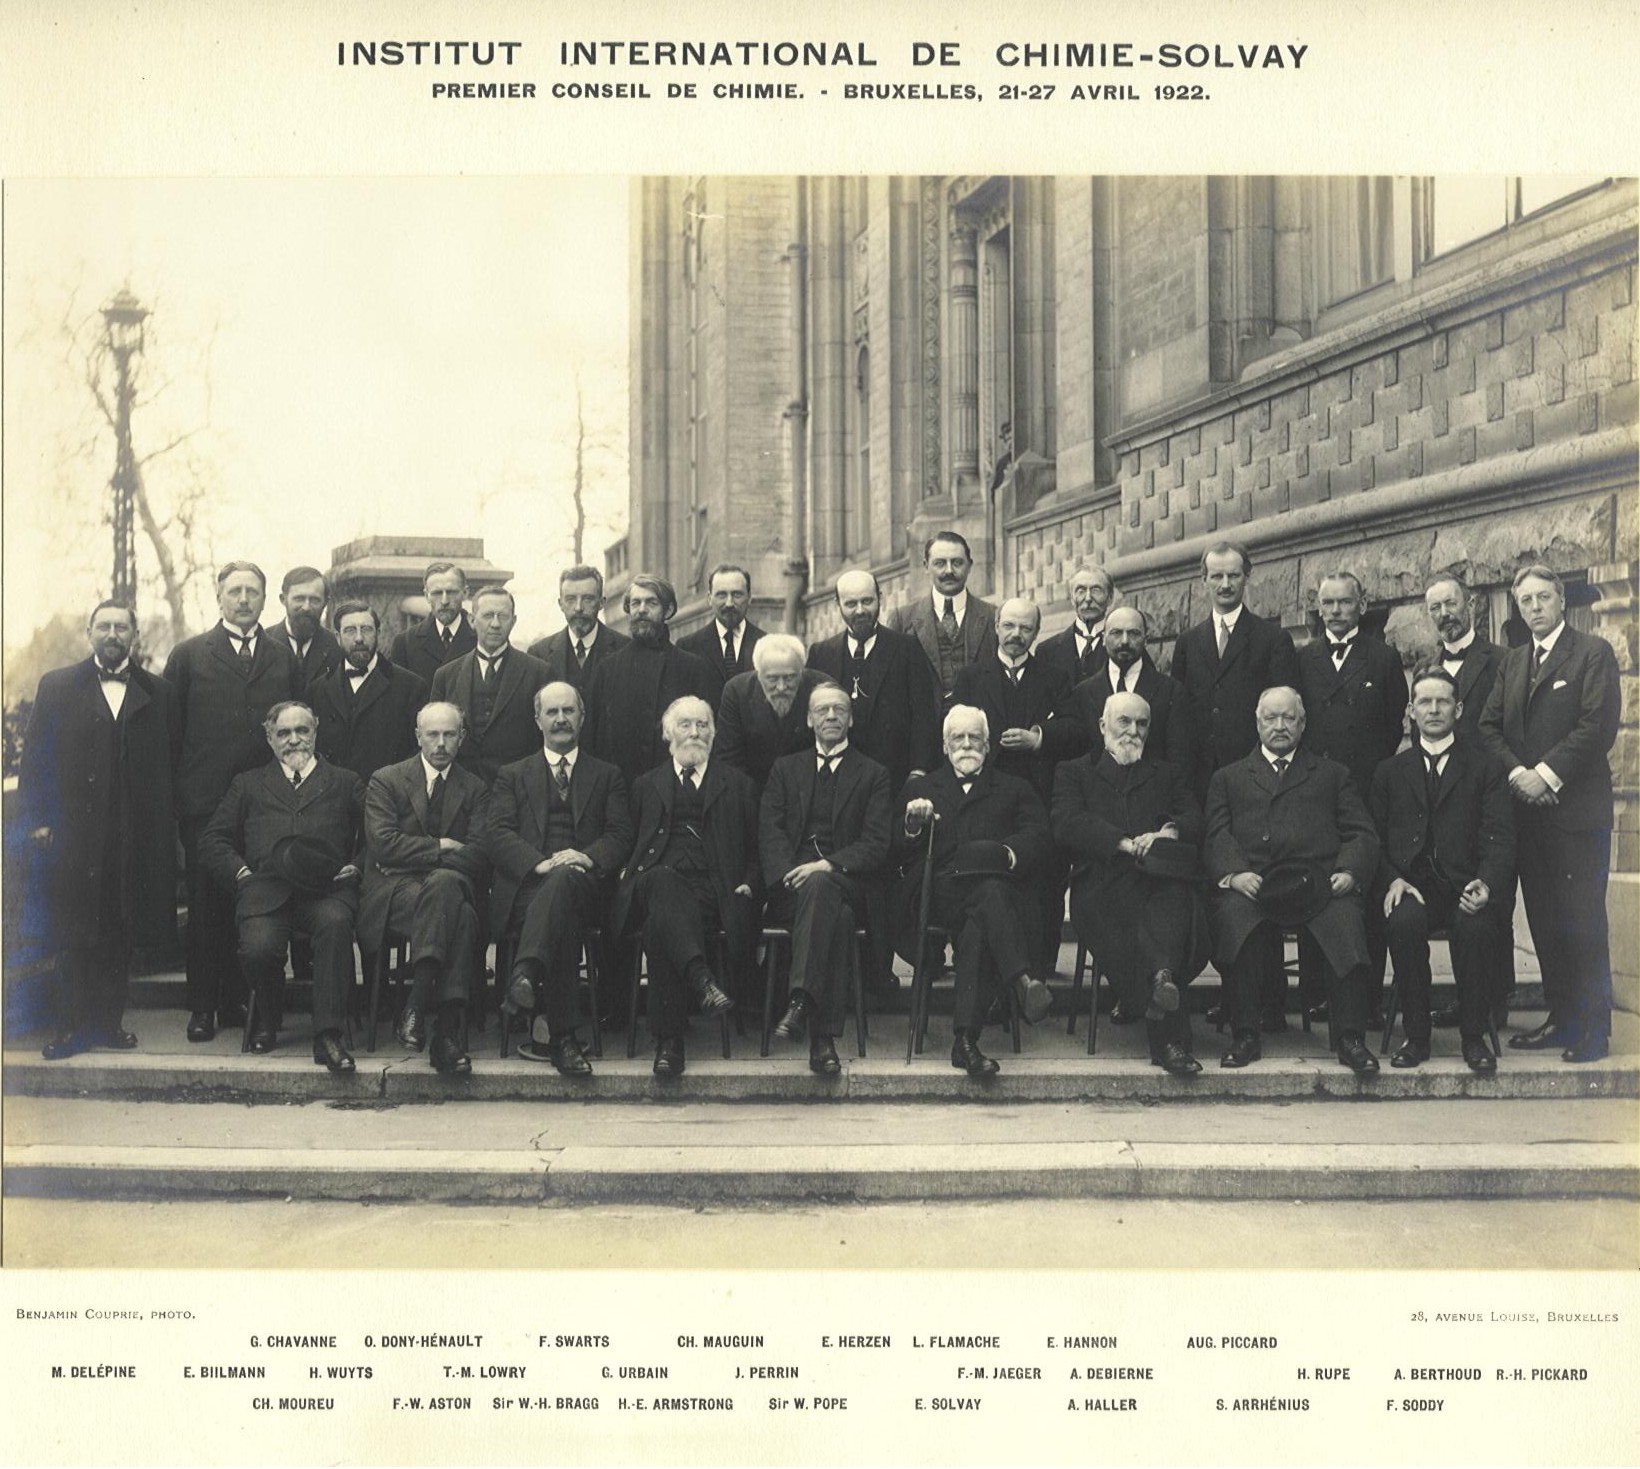 INSTITUT INTERNATIONAL DE CHIMIE-SOLVAY
PREMIER CONSEIL DE CHIMIE. - BRUXELLES, 21-27 AVRIL 1922.
BENJAMIN COUPRIE, PHOTO. 28, AVENUE LOUISE, BRUXELLES
G. CHAVANNE O. DONY-HÉNAULT F. SWARTS CH. MAUGUIN E. HERZEN L. FLAMACHE E. HANNON AUG. PICCARD
M. DELÉPINE E. BIILMANN H. WUYTS T.-M. LOWRY G. URBAIN J. PERRIN F.-M. JAEGER A. DEBIERNE H. RUPE A. BERTHOUD R.-H. PICKARD
CH. MOUREU F.-W. ASTON Sir W.-H. BRAGG H.-E. ARMSTRONG Sir W. POPE E. SOLVAY A. HALLER S. ARRHÉNIUS F. SODDY